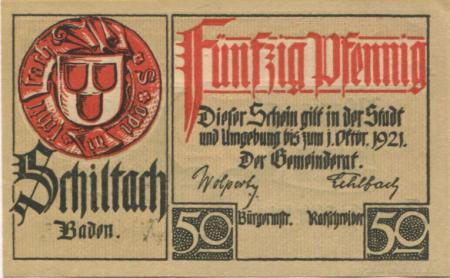 Fünfzig Pfennig
Dieser Schein gilt in der Stadt
und Umgebung bis zum 1. Oktbr. 1921.
Der Gemeinderat.
Bürgermstr. Ratschreiber
50 50
Schiltach
Baden.